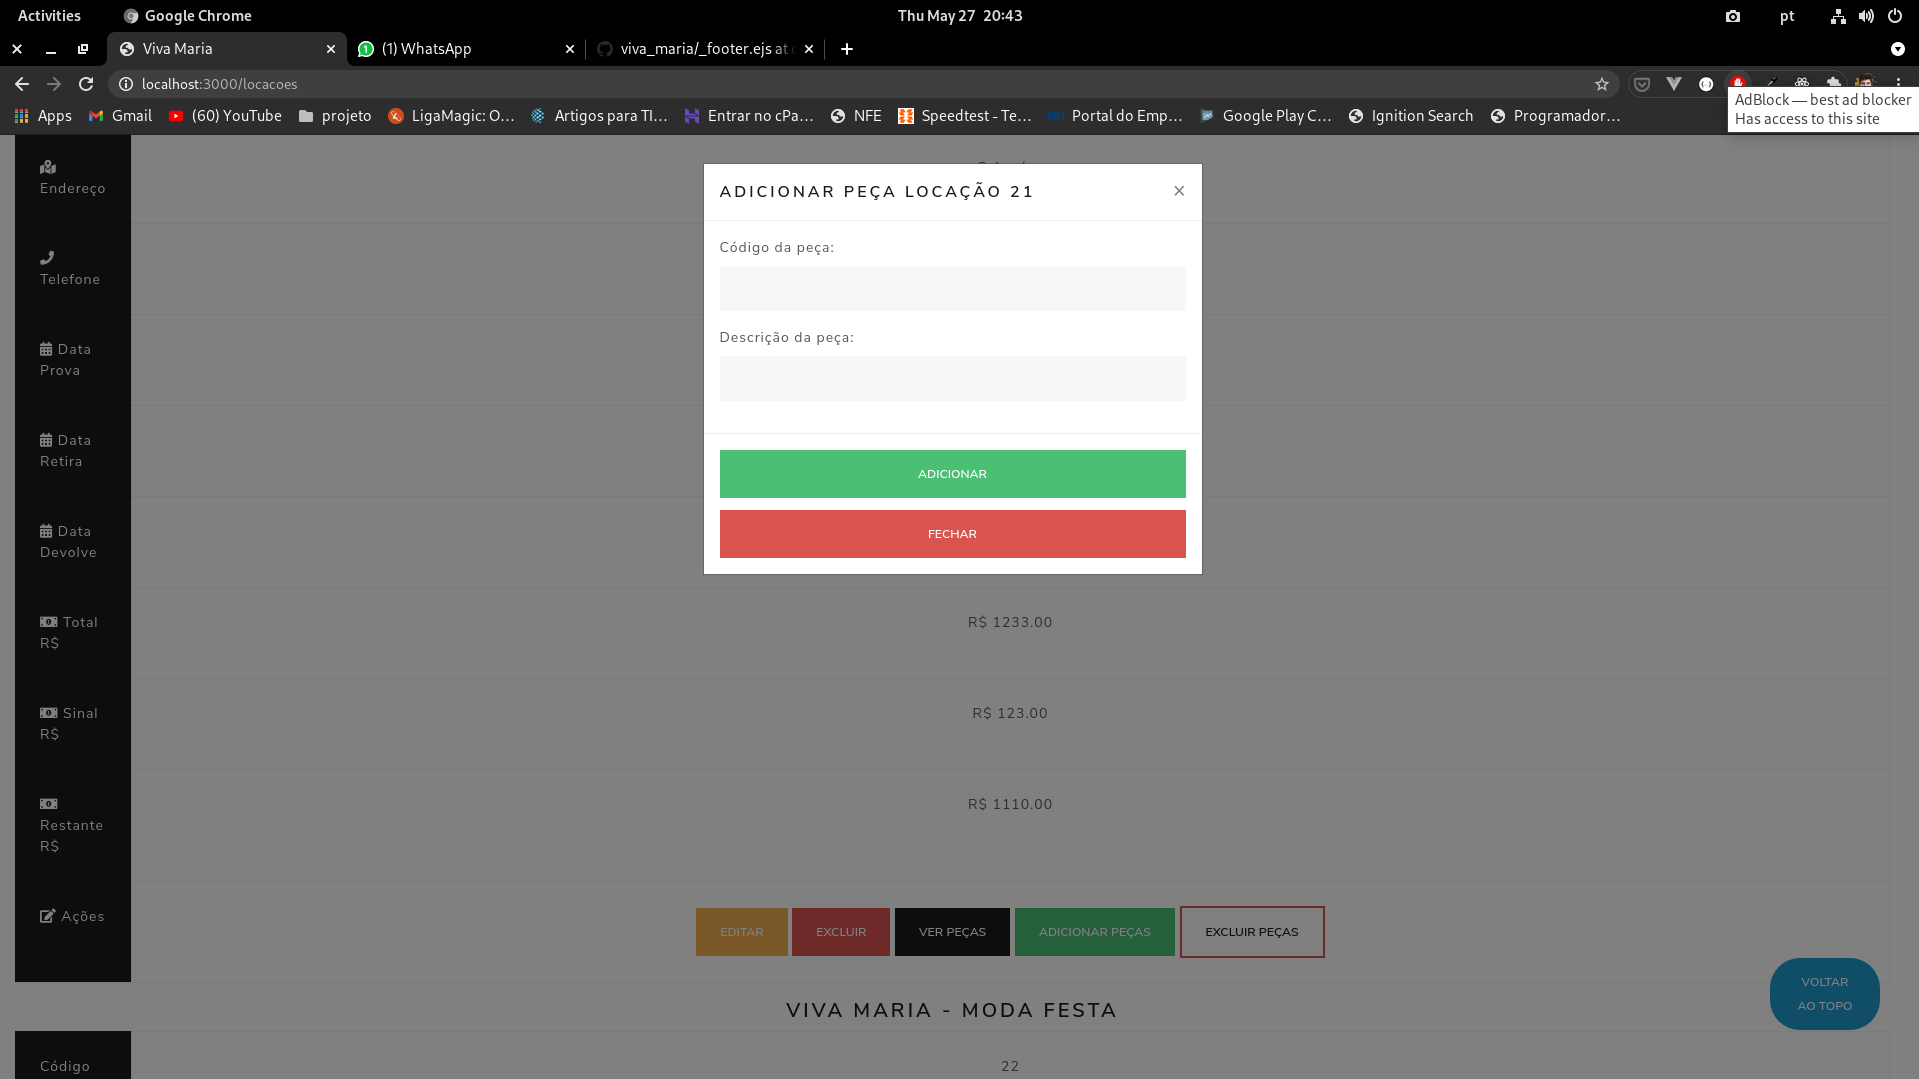 Activities
Google Chrome
Thu May 27 20:43
pt
Viva Maria
(1) WhatsApp
viva_maria/_footer.ejs at
localhost:3000/locacoes
Apps
Gmail
(60) YouTube
projeto
LigaMagic: O…
Artigos para TI…
Entrar no cPa…
NFE
Speedtest - Te…
Portal do Emp…
Google Play C…
Ignition Search
Programador…
AdBlock — best ad blocker
Has access to this site
Endereço
Telefone
Data
Prova
Data
Retira
Data
Devolve
Total
R$
R$ 1233.00
Sinal
R$
R$ 123.00
Restante
R$
R$ 1110.00
Ações
ADICIONAR PEÇA LOCAÇÃO 21
×
Código da peça:
Descrição da peça:
ADICIONAR
FECHAR
EDITAR
EXCLUIR
VER PEÇAS
ADICIONAR PEÇAS
EXCLUIR PEÇAS
VOLTAR
AO TOPO
VIVA MARIA - MODA FESTA
Código
22